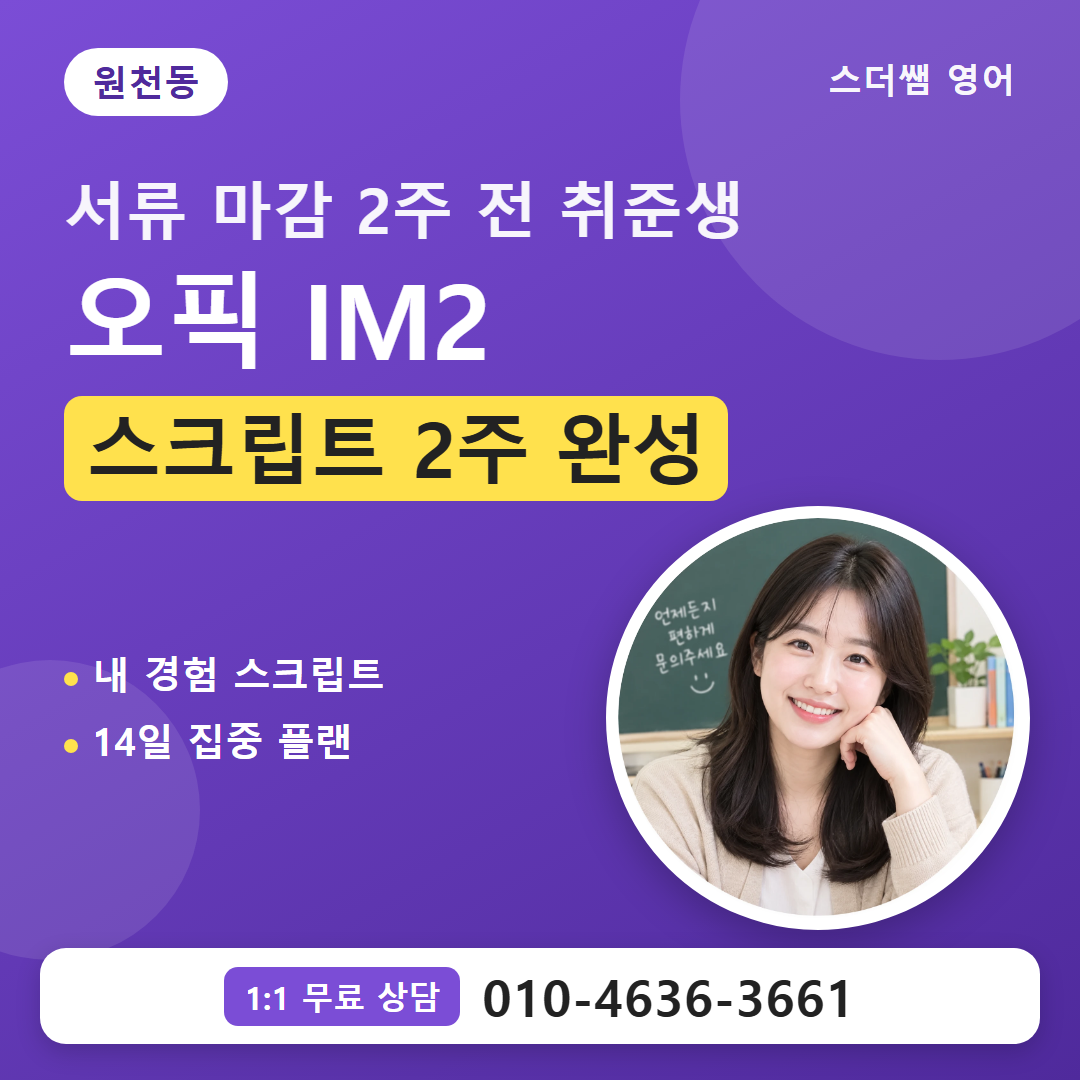 원천동
스더쌤 영어
서류 마감 2주 전 취준생
오픽 IM2
스크립트 2주 완성
언제든지
편하게
문의주세요
내 경험 스크립트
14일 집중 플랜
1:1 무료 상담 010-4636-3661